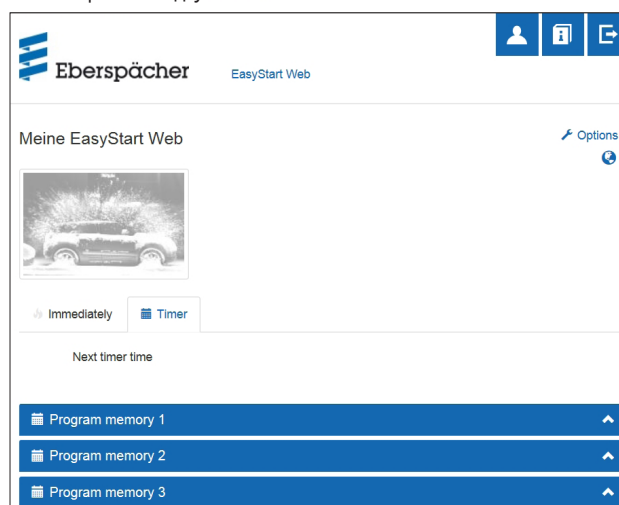 Eberspächer
EasyStart Web
Meine EasyStart Web
Options
Immediately
Timer
Next timer time
Program memory 1
Program memory 2
Program memory 3